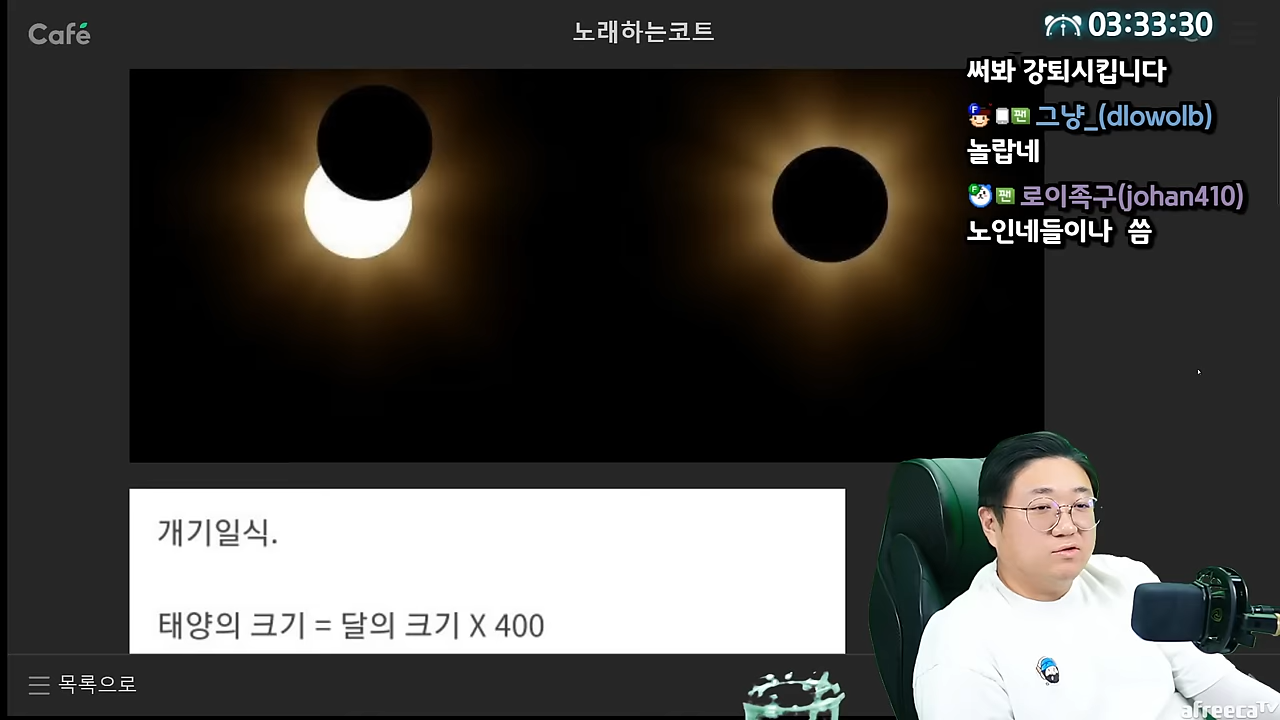 Café
노래하는코트
03:33:30
써봐 강퇴시킵니다
F 팬 그냥_(dlowolb)
놀랍네
F 팬 로이족구(johan410)
노인네들이나 씀
개기일식.
태양의 크기 = 달의 크기 X 400
목록으로
afreecaTV